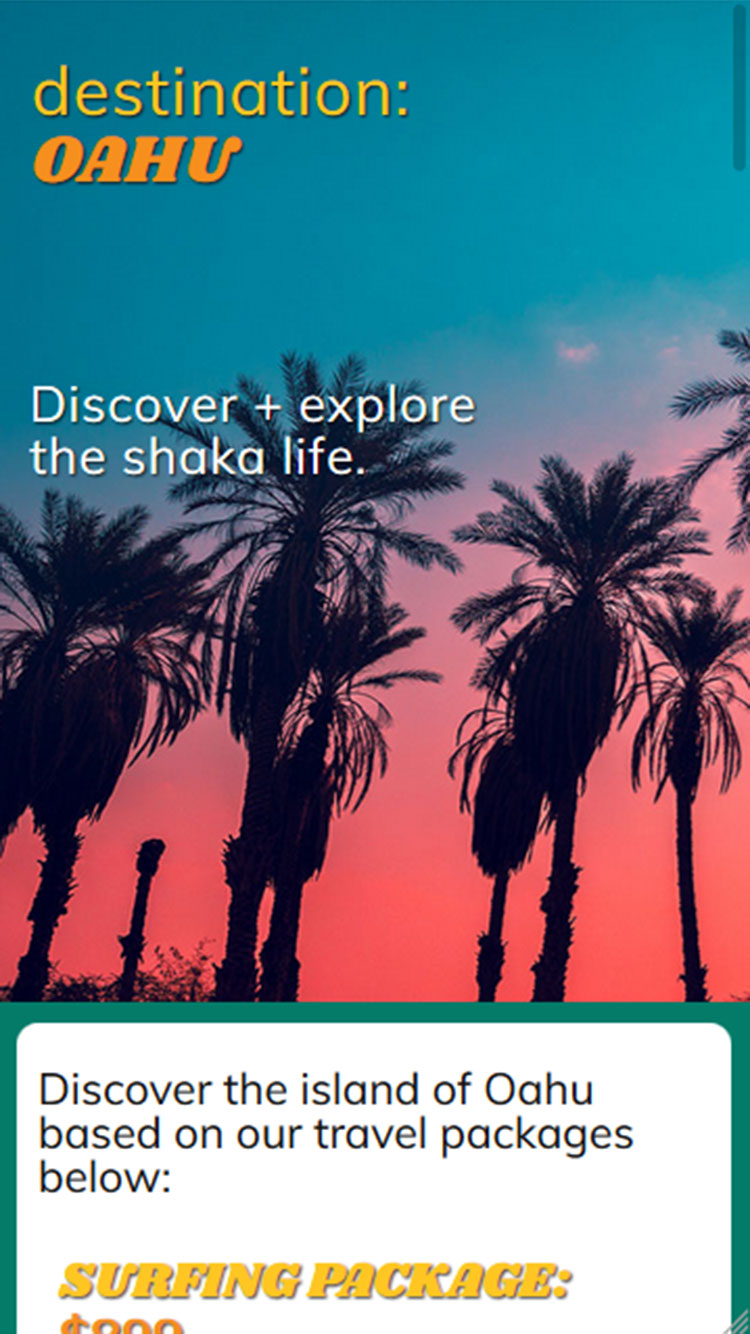 destination:
OAHU
Discover + explore
the shaka life.
Discover the island of Oahu
based on our travel packages
below:
SURFING PACKAGE: